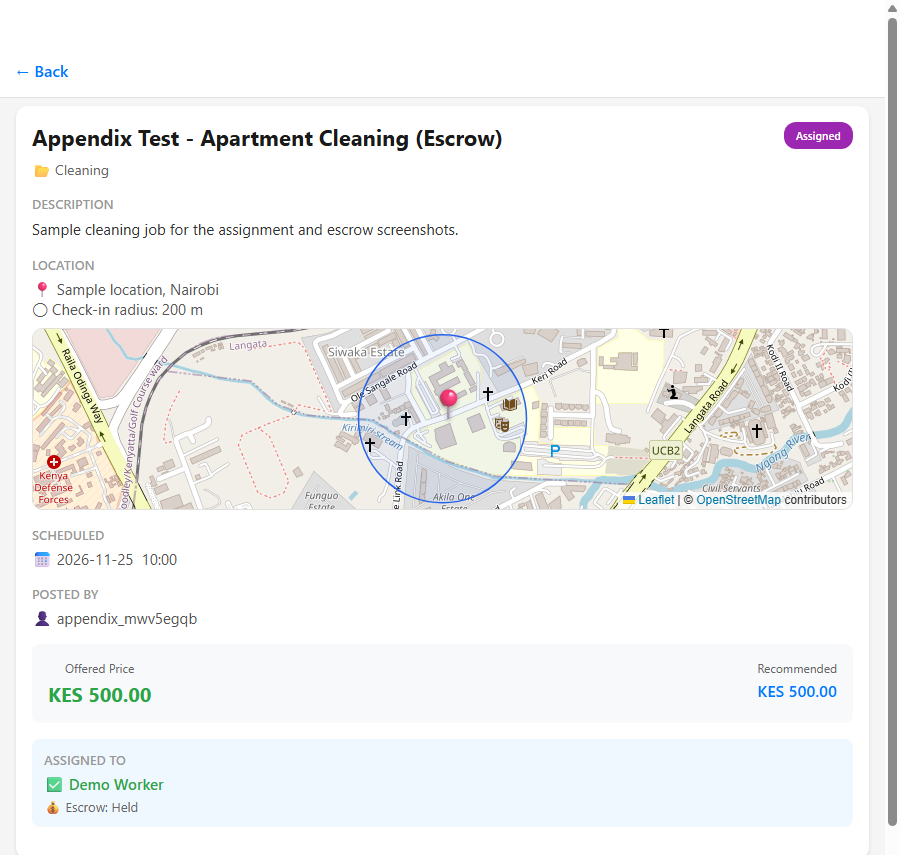 ← Back
Appendix Test - Apartment Cleaning (Escrow)
Assigned
Cleaning
DESCRIPTION
Sample cleaning job for the assignment and escrow screenshots.
LOCATION
Sample location, Nairobi
Check-in radius: 200 m
Raila Odinga Way
Langata
Siwaka Estate
Ole Sangale Road
Keri Road
Kodi II Road
Langata Road
Kirimiri Stream
UCB2
Ngong River
Kenya
Defense
Forces
Funguo
Estate
Link Road
Akila One
Estate
Civil Servants
Leaflet | © OpenStreetMap contributors
SCHEDULED
2026-11-25 10:00
POSTED BY
appendix_mwv5egqb
Offered Price
KES 500.00
Recommended
KES 500.00
ASSIGNED TO
Demo Worker
Escrow: Held